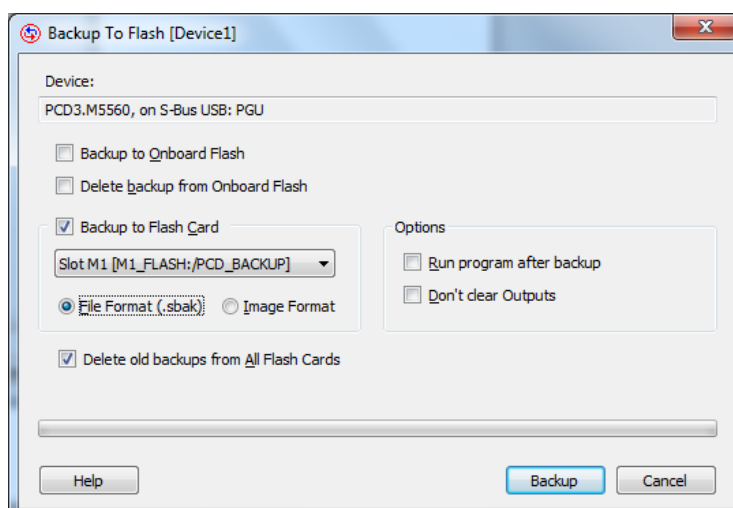 Backup To Flash [Device1]
Device:
PCD3.M5560, on S-Bus USB: PGU
Backup to Onboard Flash
Delete backup from Onboard Flash
Backup to Flash Card
Slot M1 [M1_FLASH:/PCD_BACKUP]
File Format (.sbak) Image Format
Options
Run program after backup
Don't clear Outputs
Delete old backups from All Flash Cards
Help Backup Cancel